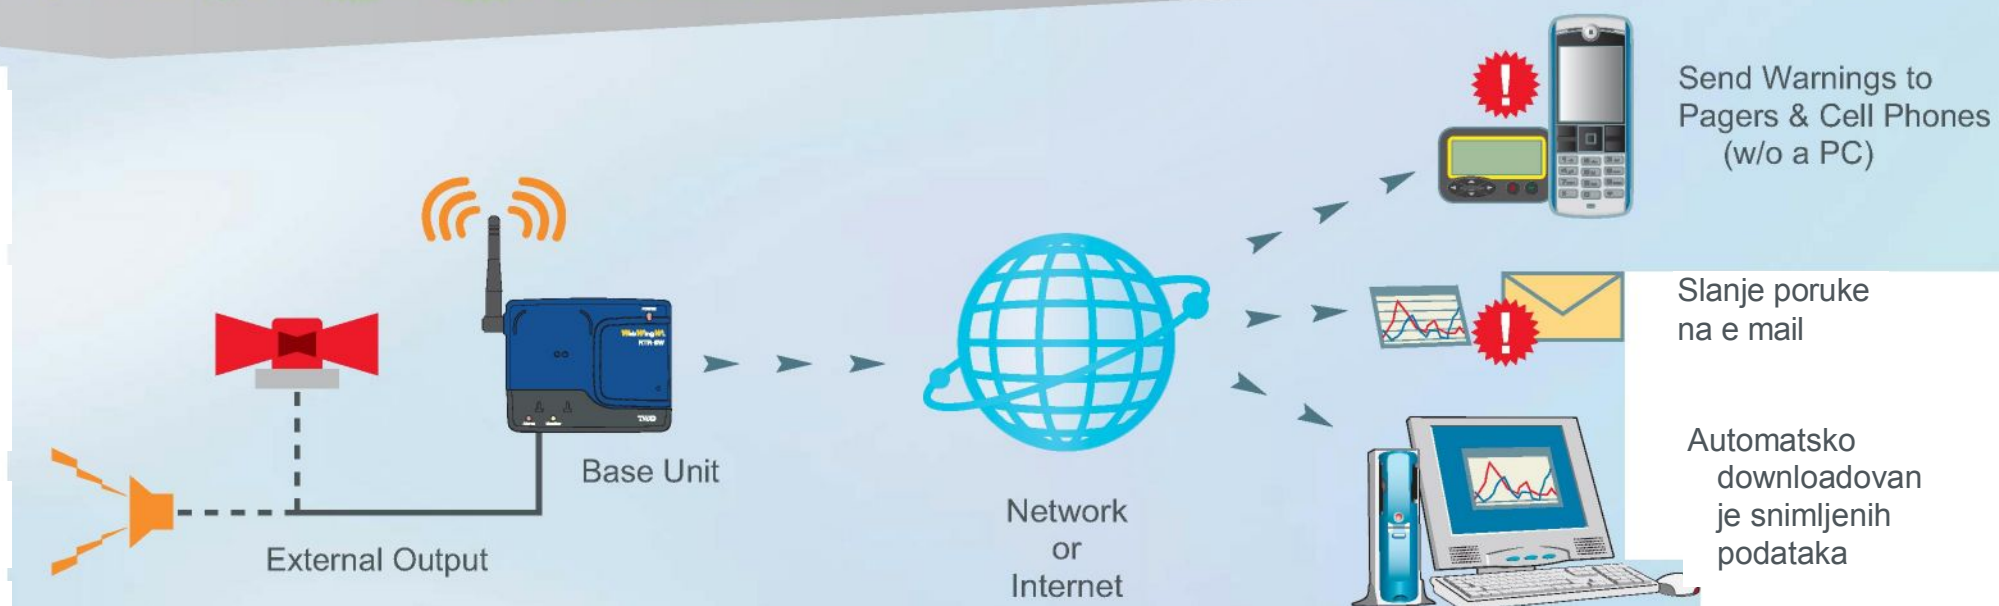 Send Warnings to
Pagers & Cell Phones
(w/o a PC)
Slanje poruke
na e mail
Base Unit
External Output
Network
or
Internet
Automatsko
downloadovan
je snimljenih
podataka